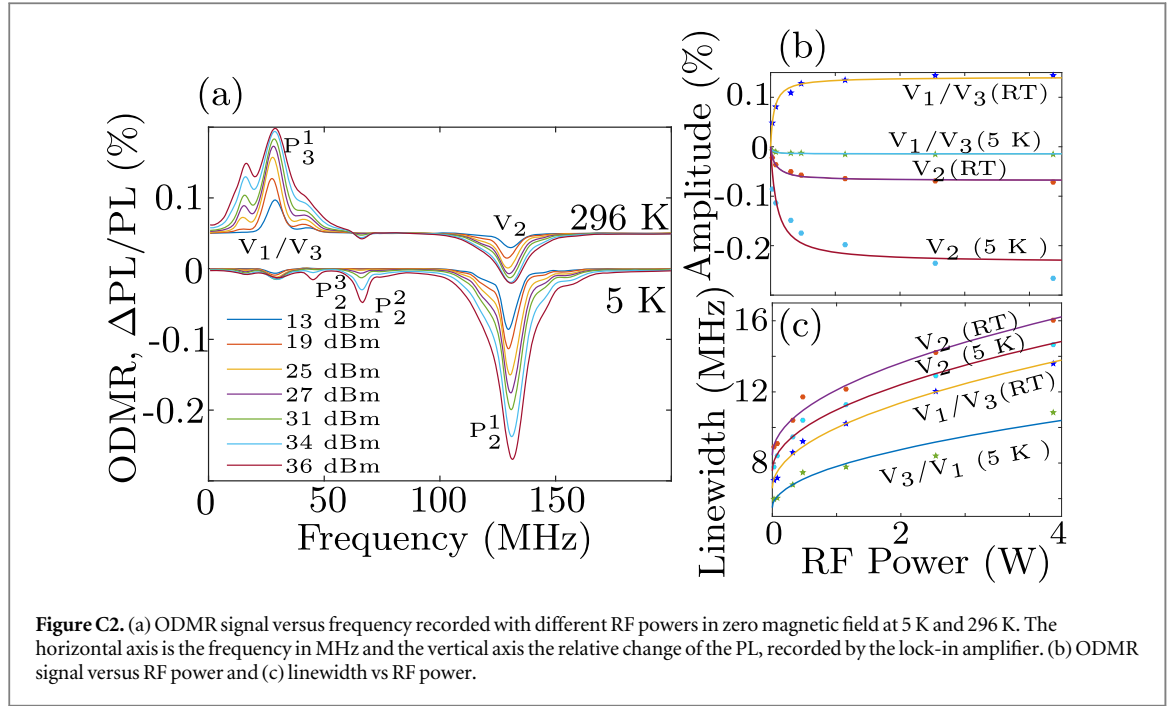 (a)
ODMR, ΔPL/PL (%)
0.1
0
-0.1
-0.2
P₃¹
V₁/V₃
V₂
296 K
P₂³
P₂²
5 K
P₂¹
13 dBm
19 dBm
25 dBm
27 dBm
31 dBm
34 dBm
36 dBm
0 50 100 150
Frequency (MHz)
(b)
Amplitude (%)
0.1
0
-0.1
-0.2
V₁/V₃(RT)
V₁/V₃(5 K)
V₂(RT)
V₂ (5 K )
(c)
Linewidth (MHz)
16
12
8
4
V₂ (RT)
V₂ (5 K)
V₁/V₃(RT)
V₃/V₁ (5 K )
0 2 4
RF Power (W)
Figure C2. (a) ODMR signal versus frequency recorded with different RF powers in zero magnetic field at 5 K and 296 K. The
horizontal axis is the frequency in MHz and the vertical axis the relative change of the PL, recorded by the lock-in amplifier. (b) ODMR
signal versus RF power and (c) linewidth vs RF power.